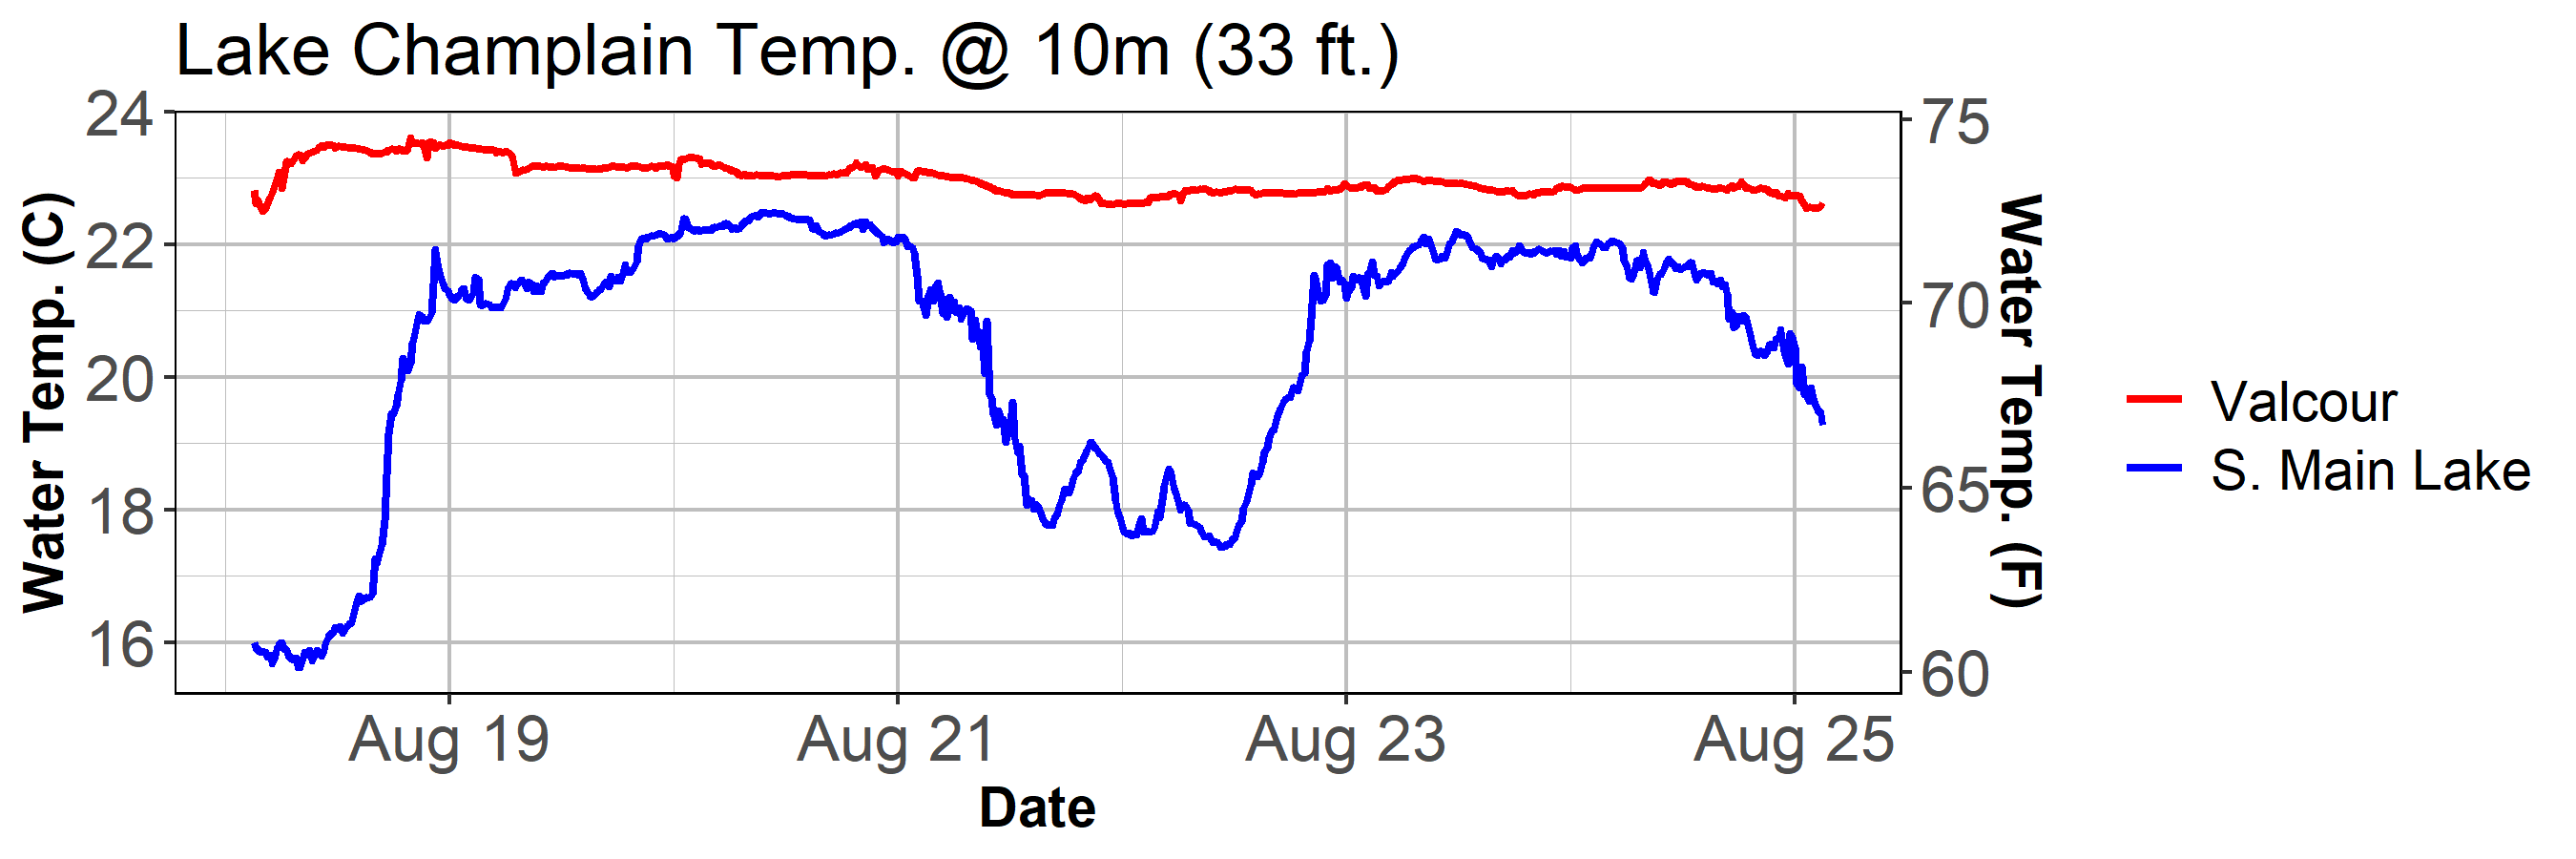 Lake Champlain Temp. @ 10m (33 ft.)
Water Temp. (C)
24
22
20
18
16
75
70
65
60
Water Temp. (F)
Aug 19
Aug 21
Aug 23
Aug 25
Date
Valcour
S. Main Lake